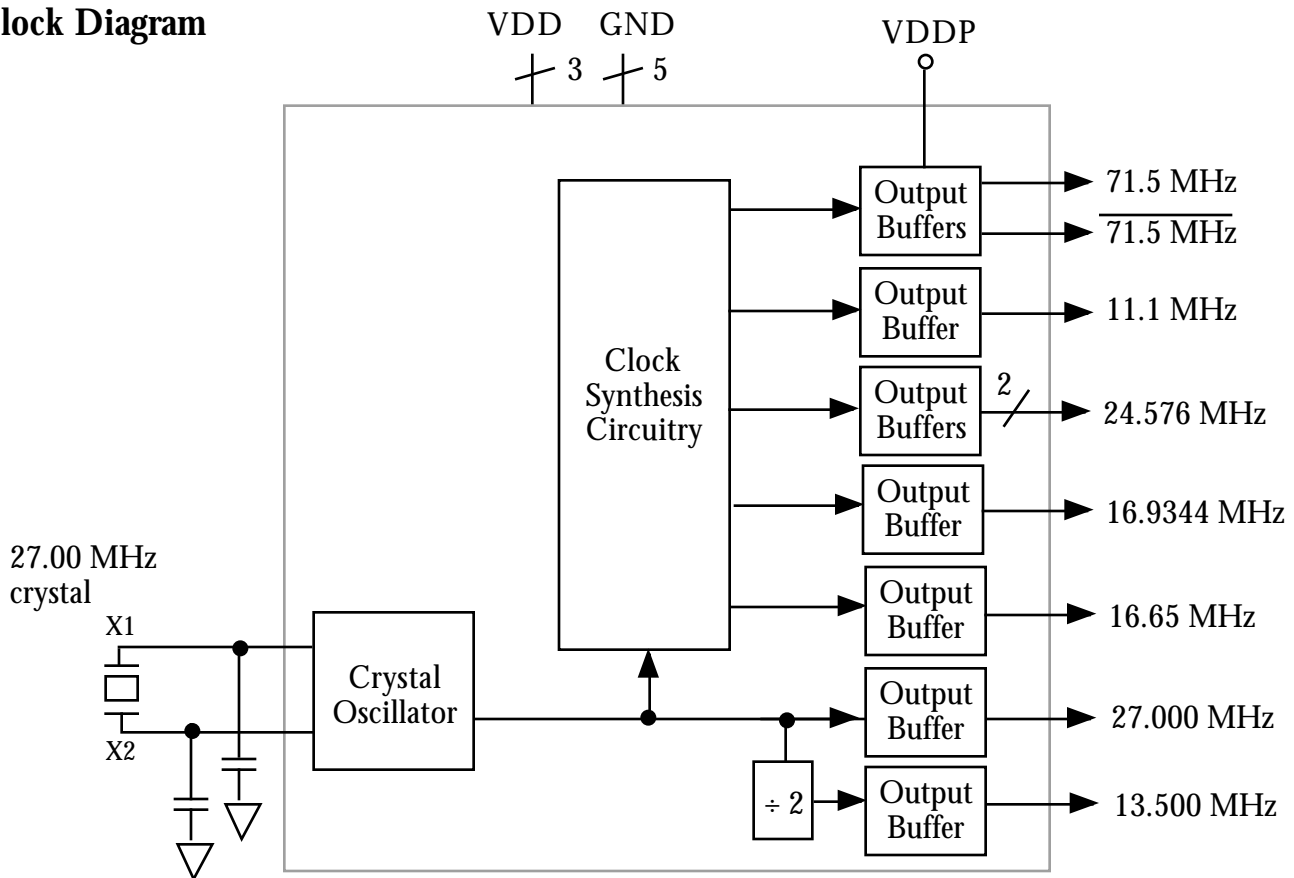 lock Diagram
VDD
GND
VDDP
3
5
Output
Buffers
71.5 MHz
71.5 MHz
Output
Buffer
11.1 MHz
Clock
Synthesis
Circuitry
Output
Buffers
2
24.576 MHz
Output
Buffer
16.9344 MHz
27.00 MHz
crystal
X1
X2
Crystal
Oscillator
Output
Buffer
16.65 MHz
Output
Buffer
27.000 MHz
÷ 2
Output
Buffer
13.500 MHz